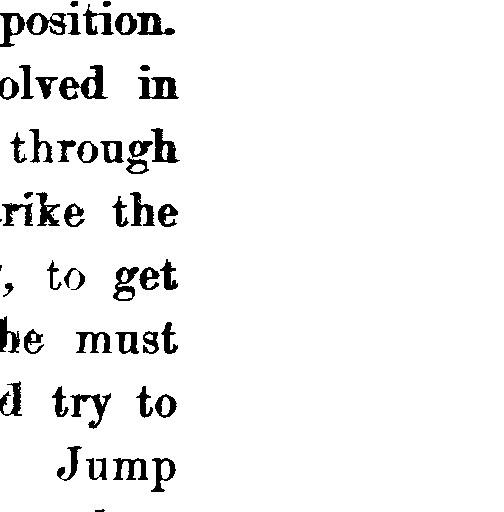 position.
olved in
through
rike the
, to get
he must
d try to
Jump